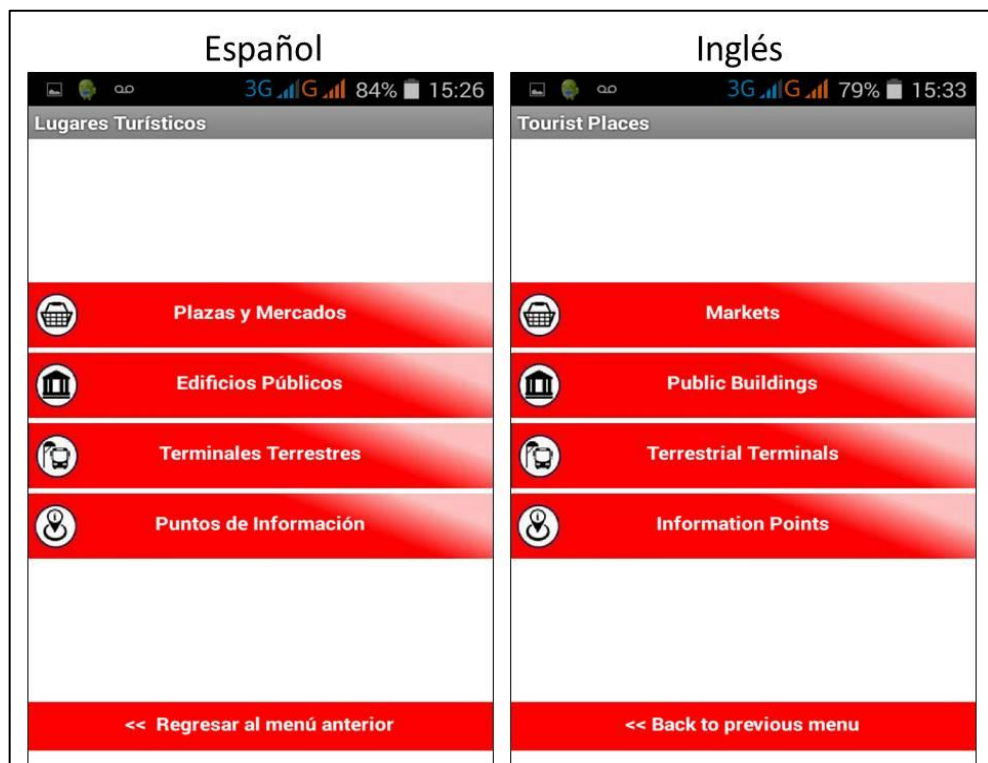 Español
3G G 84% 15:26
Lugares Turísticos
Plazas y Mercados
Edificios Públicos
Terminales Terrestres
Puntos de Información
<< Regresar al menú anterior
Inglés
3G G 79% 15:33
Tourist Places
Markets
Public Buildings
Terrestrial Terminals
Information Points
<< Back to previous menu